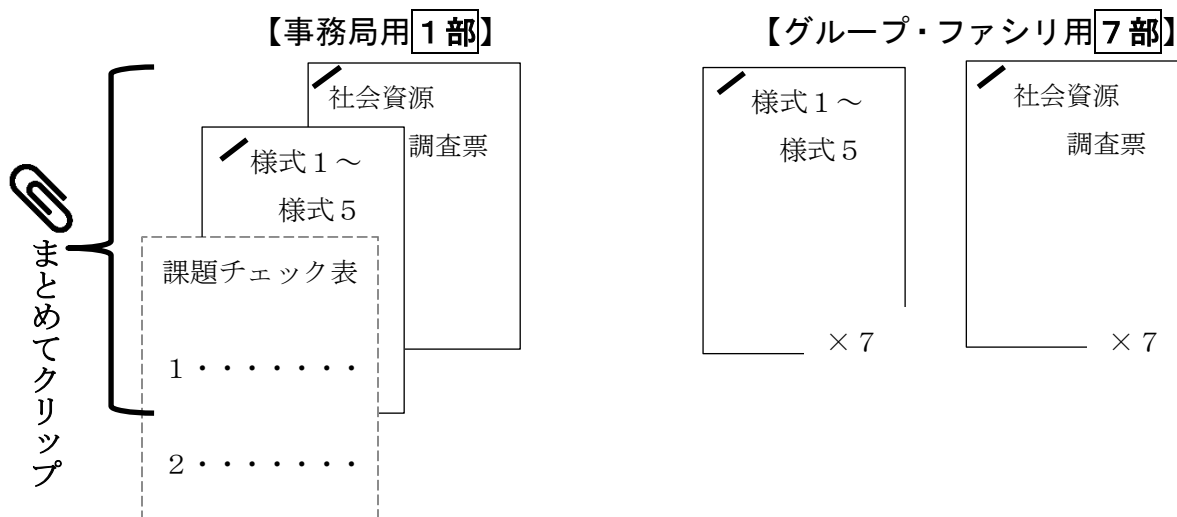 【事務局用１部】
社会資源
調査票
様式１～
様式５
課題チェック表
１・・・・・・・
２・・・・・・・
まとめてクリップ
【グループ・ファシリ用７部】
様式１～
様式５
×７
社会資源
調査票
×７